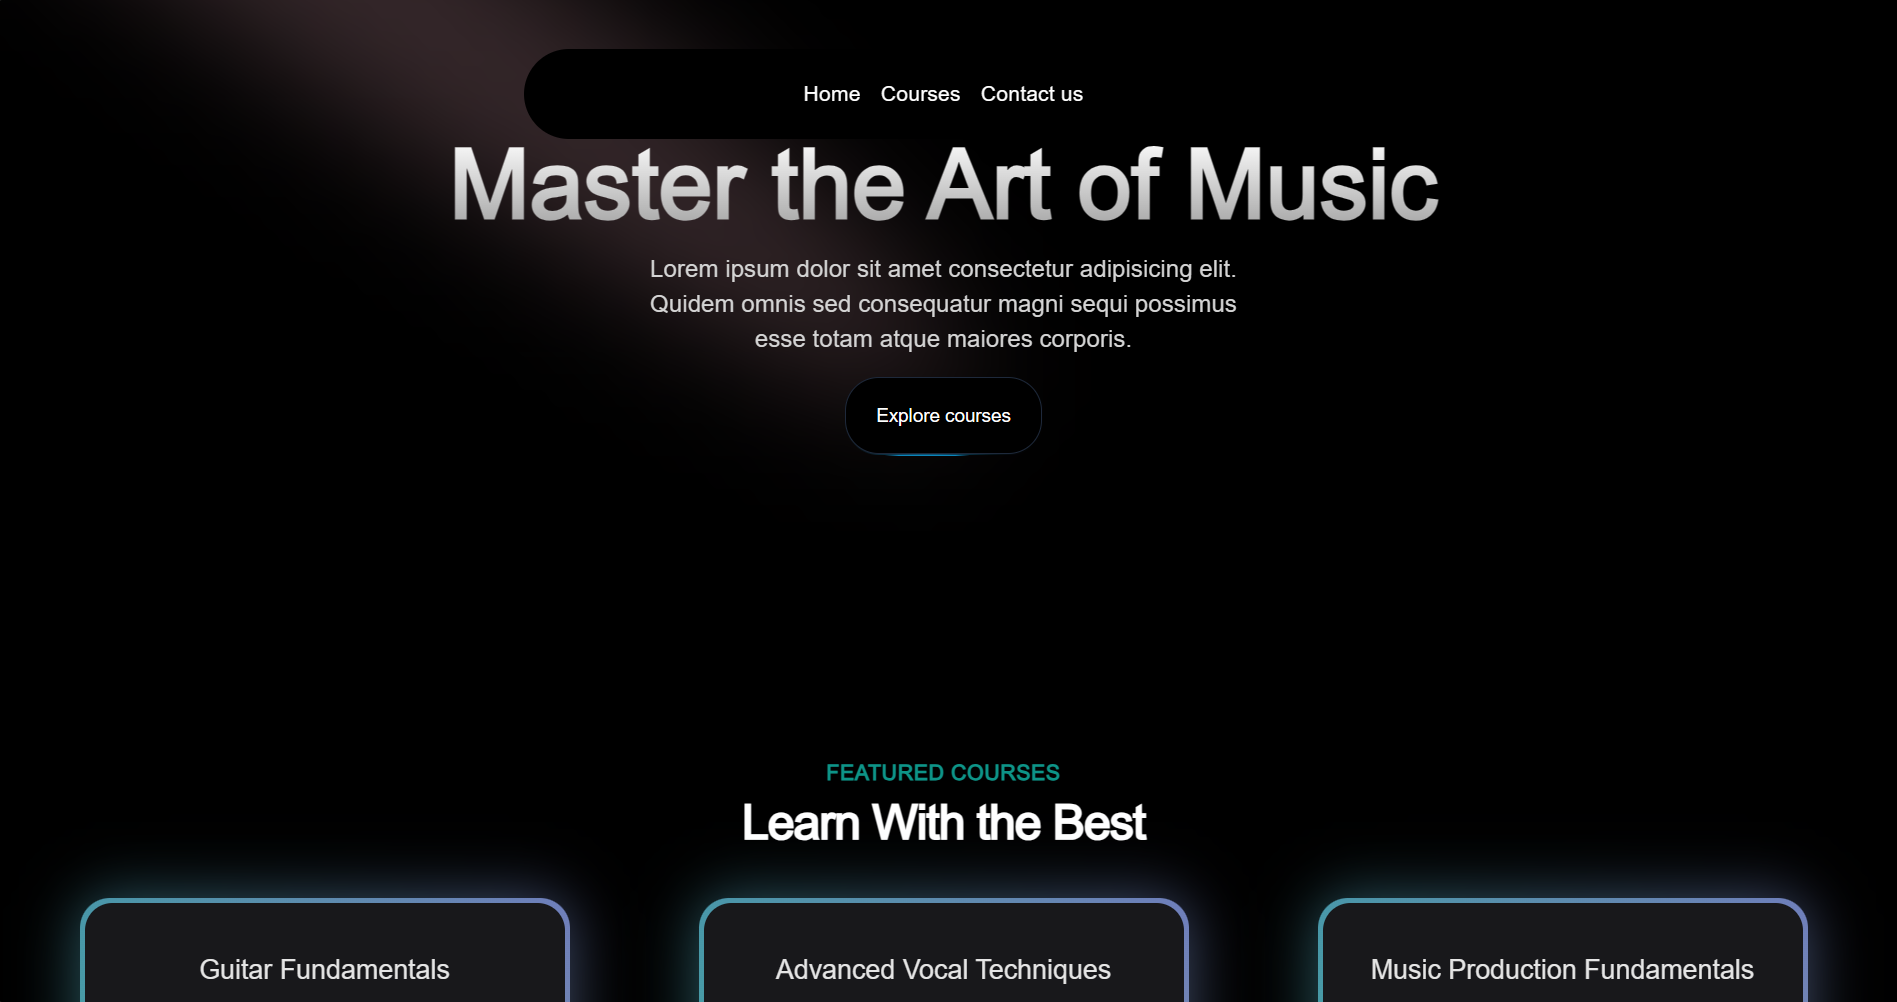 Home Courses Contact us
Master the Art of Music
Lorem ipsum dolor sit amet consectetur adipisicing elit.
Quidem omnis sed consequatur magni sequi possimus
esse totam atque maiores corporis.
Explore courses
FEATURED COURSES
Learn With the Best
Guitar Fundamentals
Advanced Vocal Techniques
Music Production Fundamentals